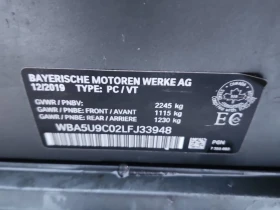 BAYERISCHE MOTOREN WERKE AG
12/2019 TYPE: PC / VT
GVWR / PNBV: 2245 kg
GAWR / PNBE: FRONT / AVANT 1115 kg
GAWR / PNBE: REAR / ARRIERE 1230 kg
WBA5U9C02LFJ33948
EC
PGN